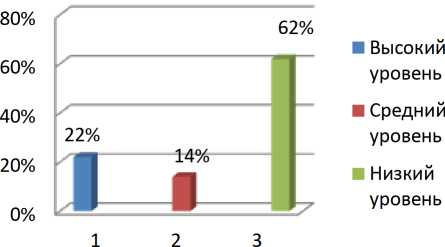 80%
60%
40%
20%
0%
22%
14%
62%
1 2 3
Высокий
уровень
Средний
уровень
Низкий
уровень